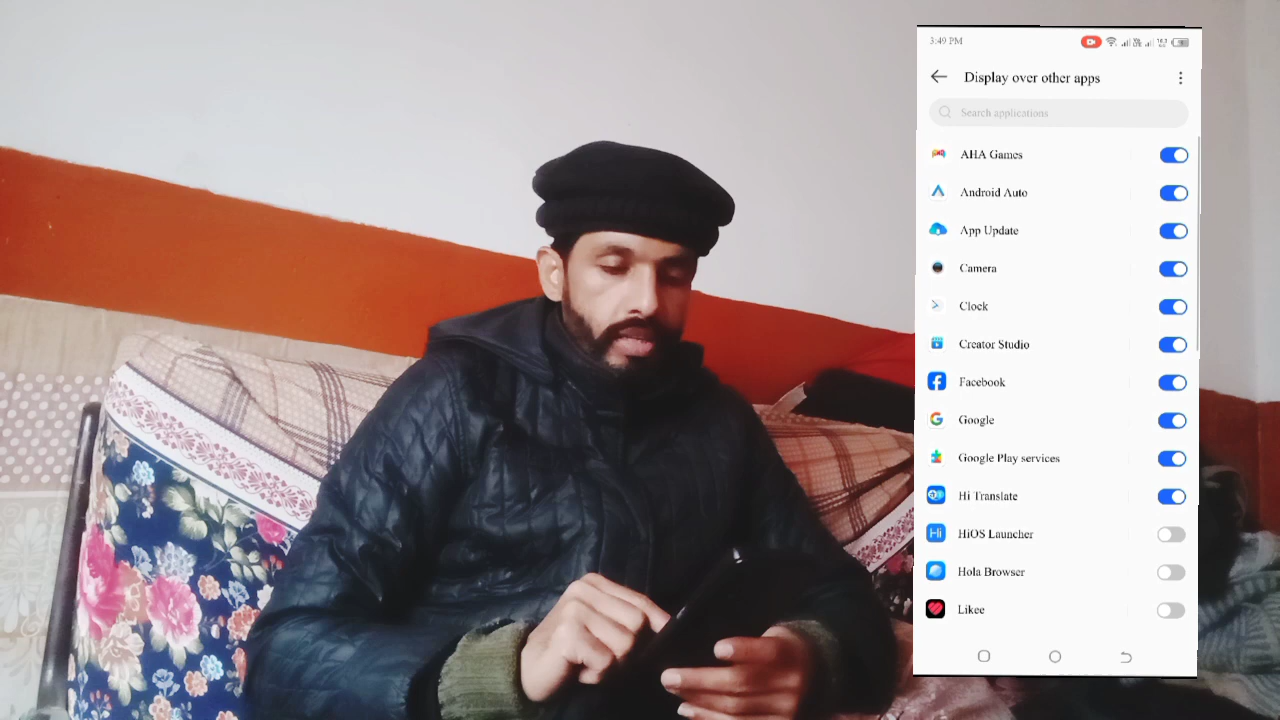 3:49 PM
Display over other apps
Search applications
AHA Games
Android Auto
App Update
Camera
Clock
Creator Studio
Facebook
Google
Google Play services
Hi Translate
Hi HiOS Launcher
Hola Browser
Likee